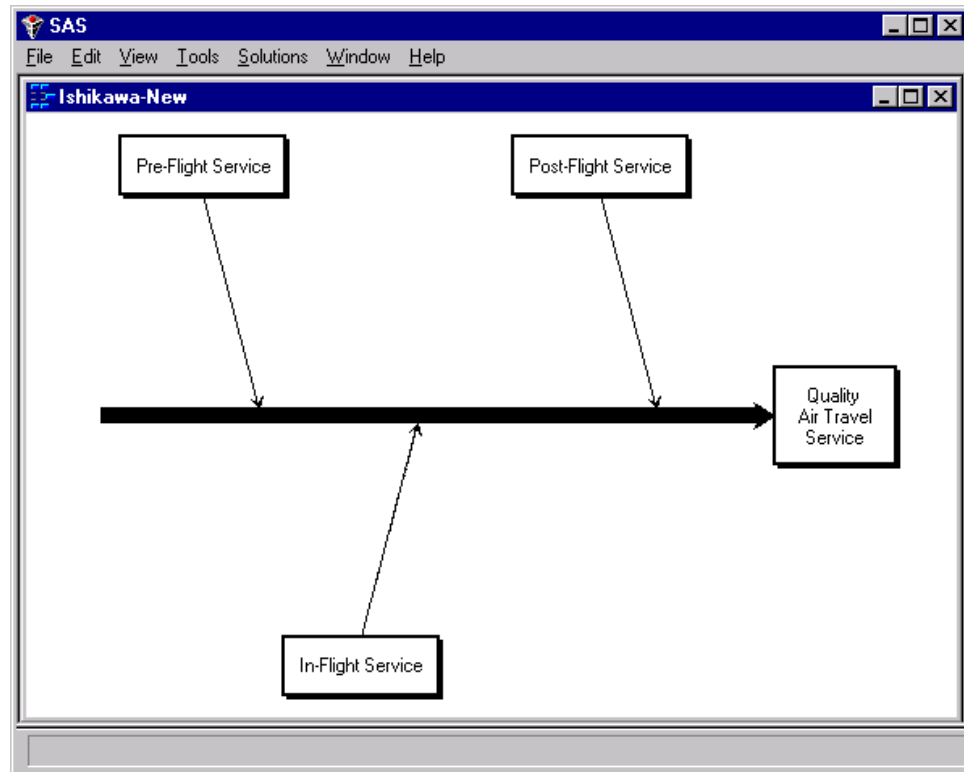 SAS
File Edit View Tools Solutions Window Help
Ishikawa-New
Pre-Flight Service
Post-Flight Service
Quality
Air Travel
Service
In-Flight Service